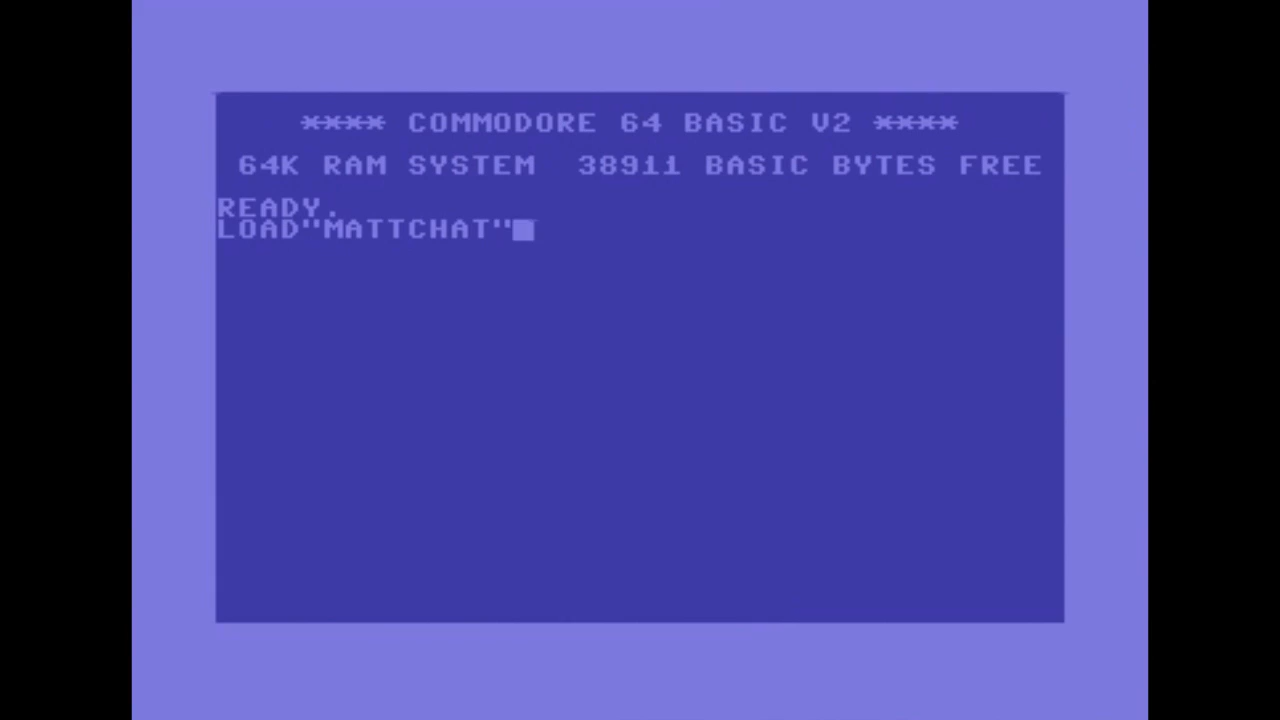 **** COMMODORE 64 BASIC V2 ****
64K RAM SYSTEM  38911 BASIC BYTES FREE
READY.
LOAD"MATTCHAT"